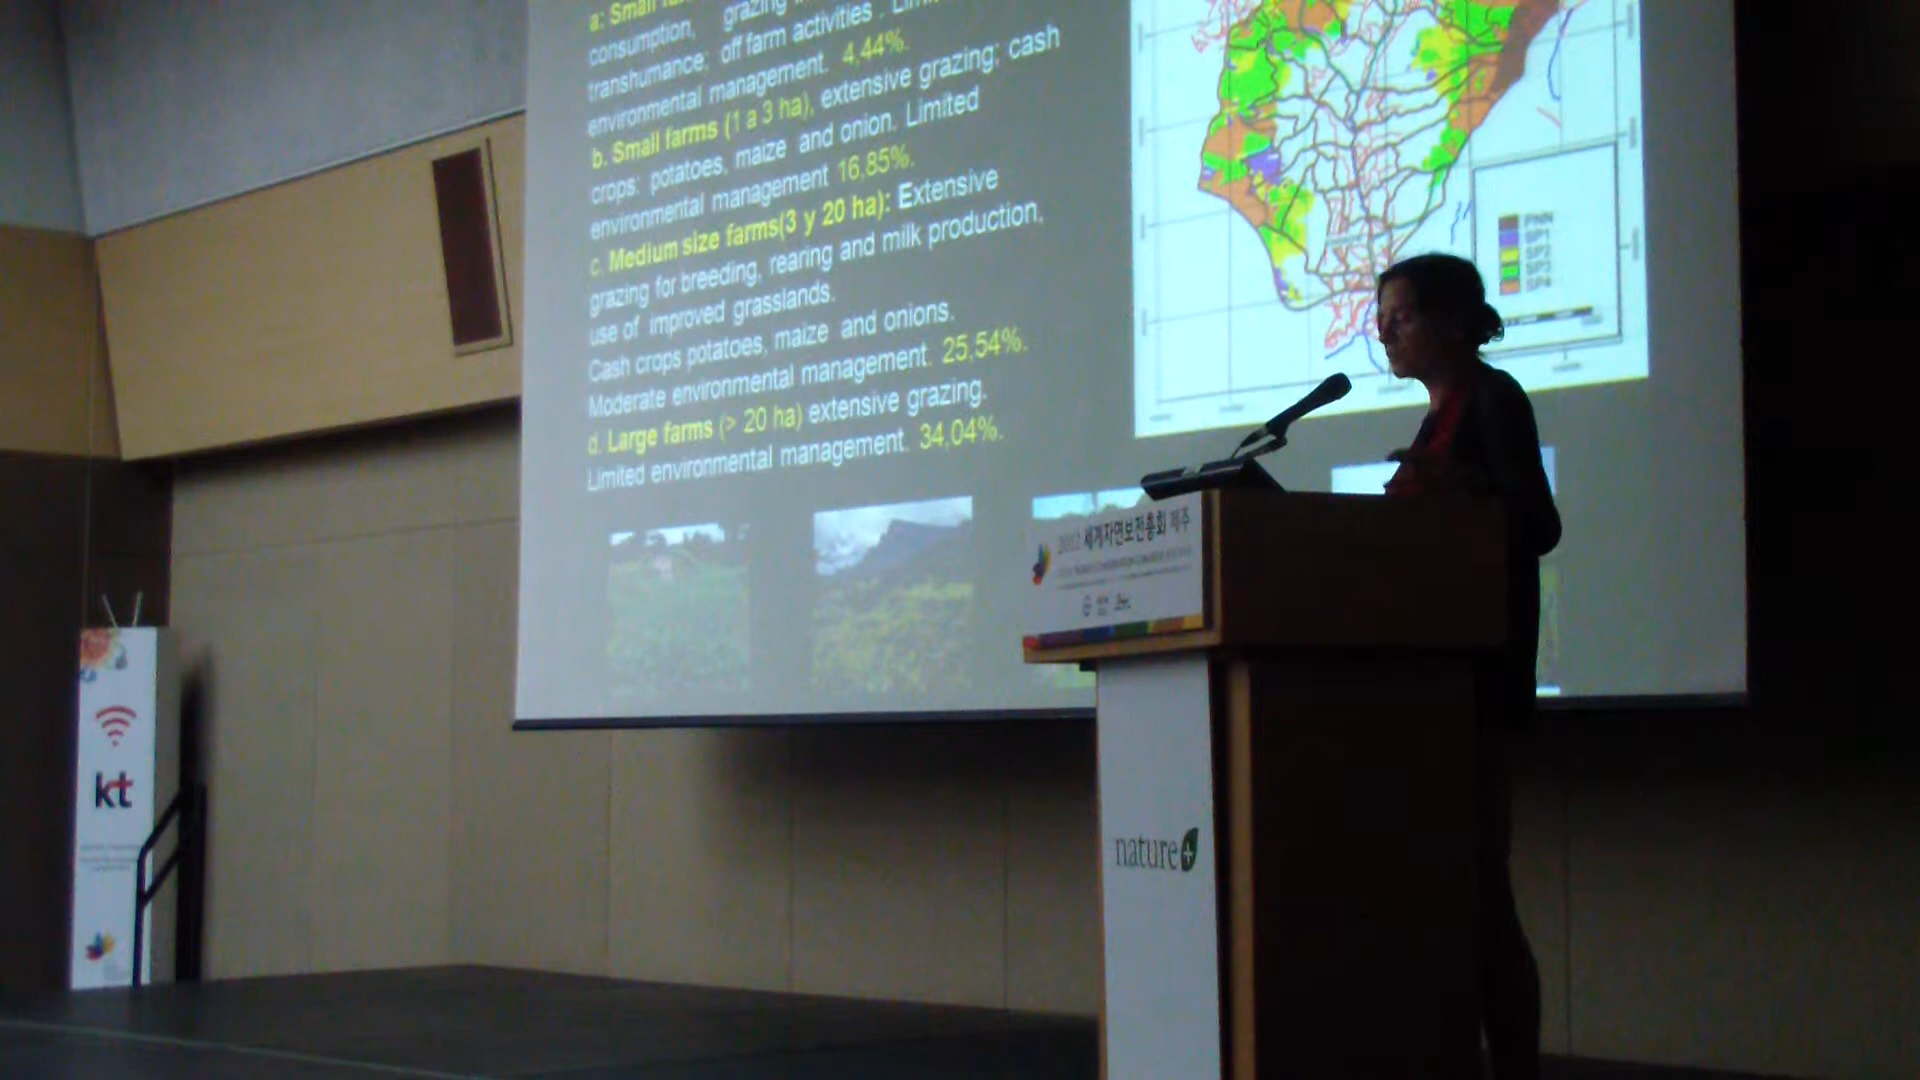 a: Small
consumption, grazing
transhumance; off farm activities.
environmental management. 4,44%.
b. Small farms (1 a 3 ha), extensive grazing; cash
crops: potatoes, maize and onion. Limited
environmental management 16,85%.
c. Medium size farms(3 y 20 ha): Extensive
grazing for breeding, rearing and milk production,
use of improved grasslands.
Cash crops potatoes, maize and onions.
Moderate environmental management. 25,54%.
d. Large farms (> 20 ha) extensive grazing.
Limited environmental management. 34,04%.
PNN
SP1
SP2
SP3
SP4
2012 세계자연보전총회 제주
nature+
kt